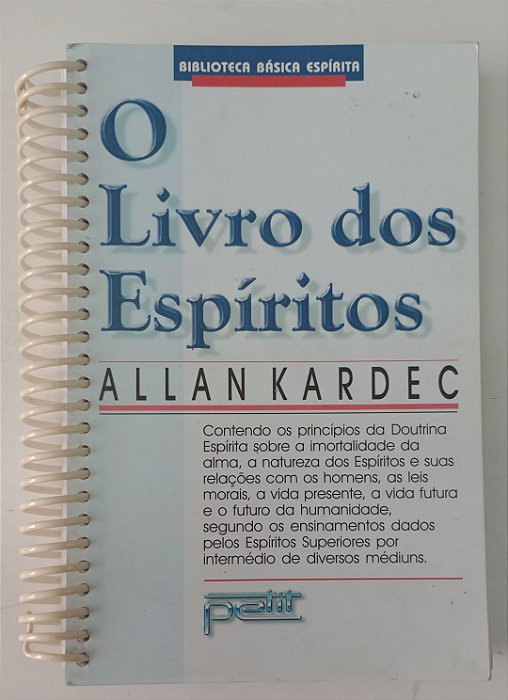 BIBLIOTECA BÁSICA ESPÍRITA
O
Livro dos
Espíritos
ALLAN KARDEC
Contendo os princípios da Doutrina
Espírita sobre a imortalidade da
alma, a natureza dos Espíritos e suas
relações com os homens, as leis
morais, a vida presente, a vida futura
e o futuro da humanidade,
segundo os ensinamentos dados
pelos Espíritos Superiores por
intermédio de diversos médiuns.
petit